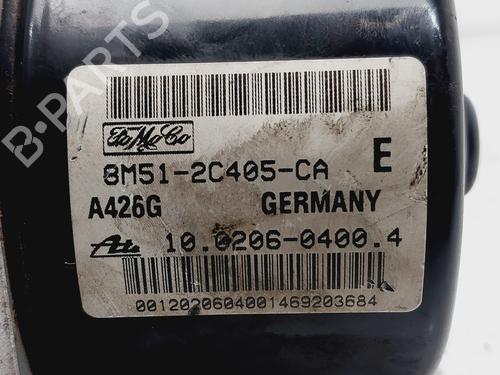 FoMoCo
E
8M51-2C405-CA
A426G GERMANY
Ate 10.0206-0400.4
0012020604001469203684
B-PARTS